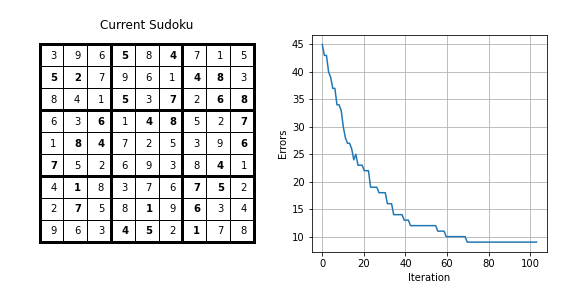 Current Sudoku
3 9 6 5 8 4 7 1 5
5 2 7 9 6 1 4 8 3
8 4 1 5 3 7 2 6 8
6 3 6 1 4 8 5 2 7
1 8 4 7 2 5 3 9 6
7 5 2 6 9 3 8 4 1
4 1 8 3 7 6 7 5 2
2 7 5 8 1 9 6 3 4
9 6 3 4 5 2 1 7 8
45
40
35
30
25
20
15
10
Errors
0 20 40 60 80 100
Iteration